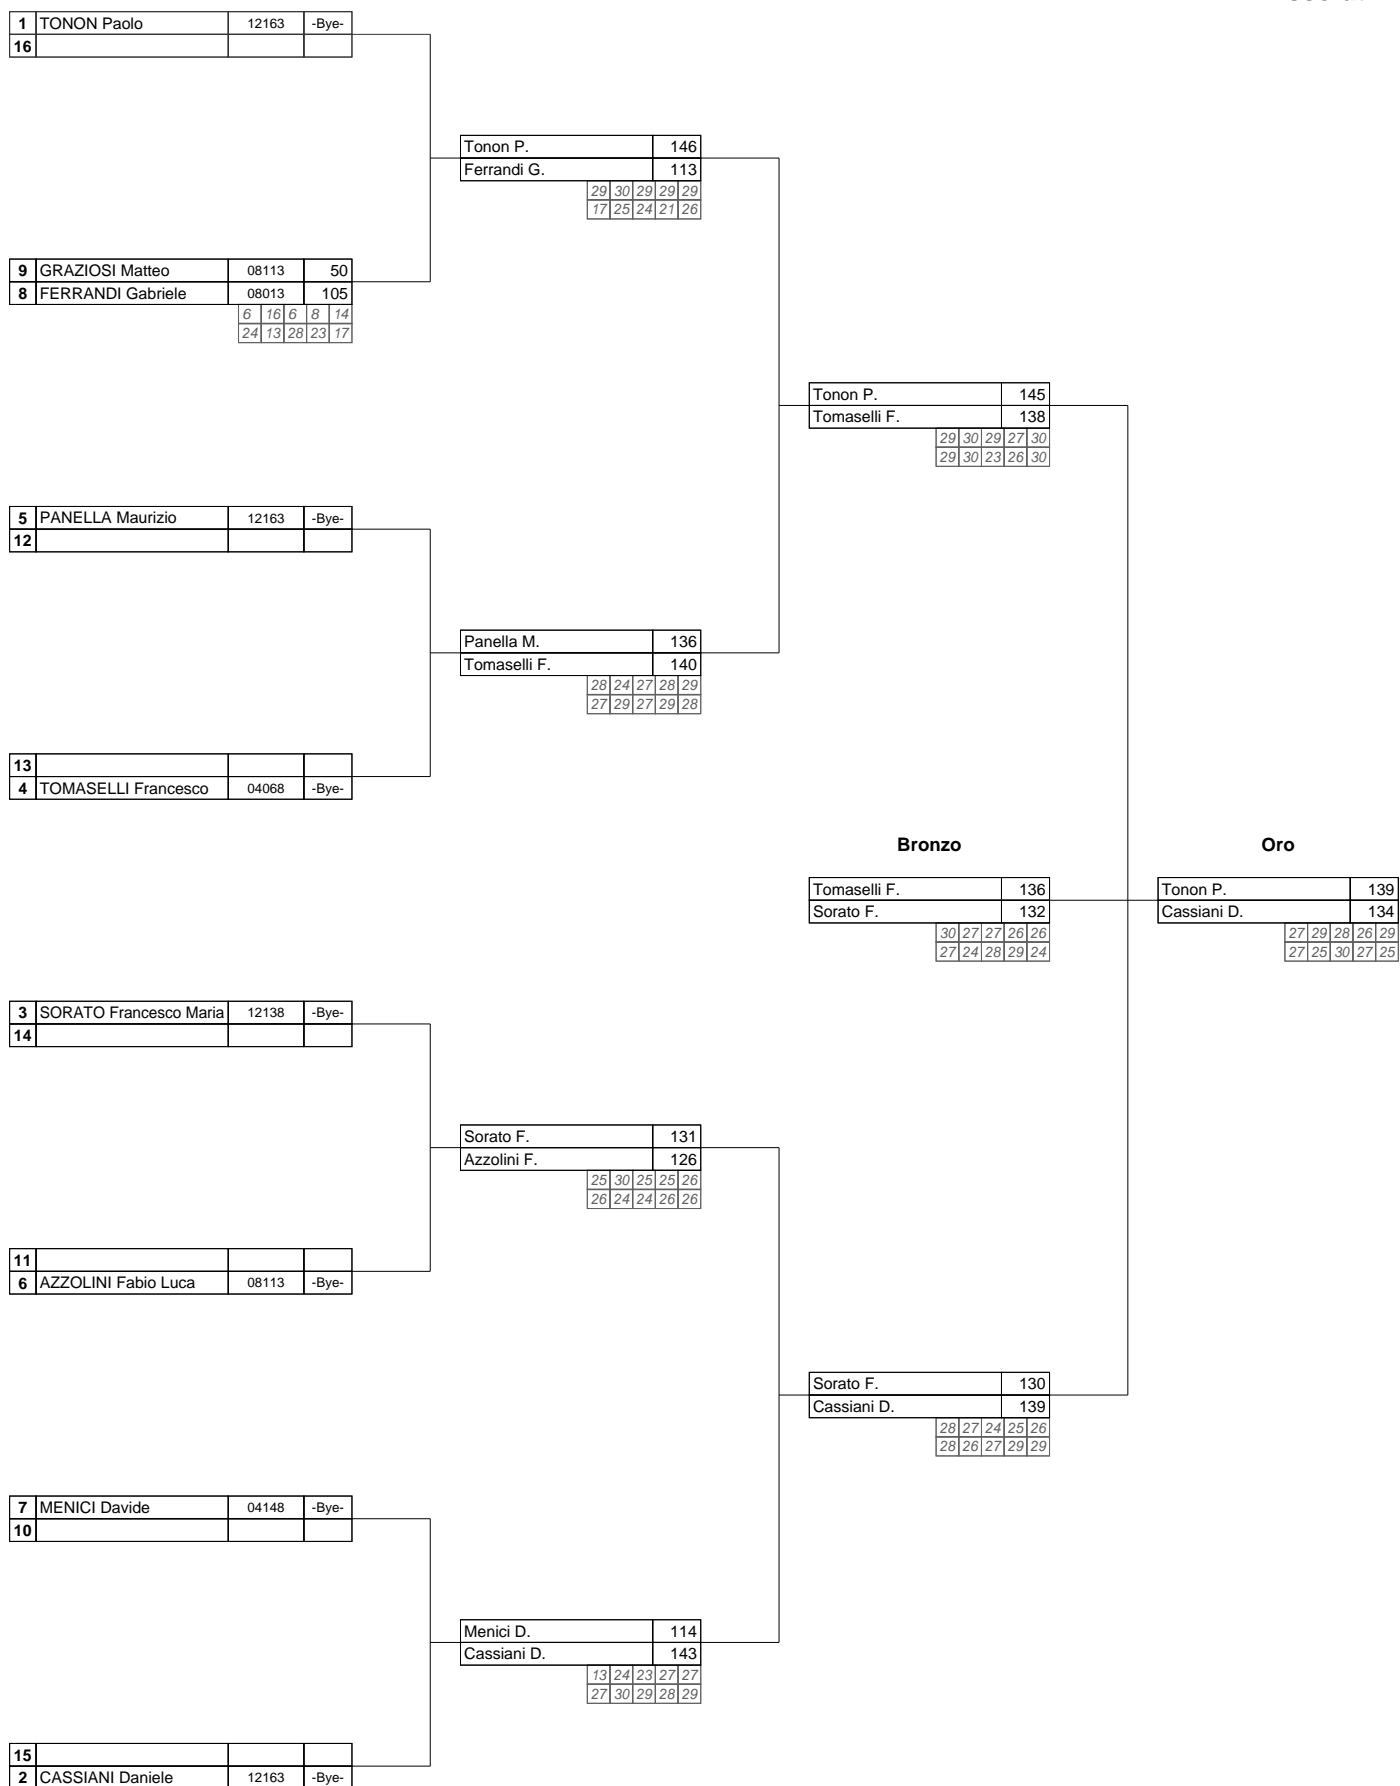 1 TONON Paolo 12163 -Bye-
16
Tonon P. 146
Ferrandi G. 113
29 30 29 29 29
17 25 24 21 26
9 GRAZIOSI Matteo 08113 50
8 FERRANDI Gabriele 08013 105
6 16 6 8 14
24 13 28 23 17
Tonon P. 145
Tomaselli F. 138
29 30 29 27 30
29 30 23 26 30
5 PANELLA Maurizio 12163 -Bye-
12
Panella M. 136
Tomaselli F. 140
28 24 27 28 29
27 29 27 29 28
13
4 TOMASELLI Francesco 04068 -Bye-
Bronzo Oro
Tomaselli F. 136 Tonon P. 139
Sorato F. 132 Cassiani D. 134
30 27 27 26 26 27 29 28 26 29
27 24 28 29 24 27 25 30 27 25
3 SORATO Francesco Maria 12138 -Bye-
14
Sorato F. 131
Azzolini F. 126
25 30 25 25 26
26 24 24 26 26
11
6 AZZOLINI Fabio Luca 08113 -Bye-
Sorato F. 130
Cassiani D. 139
28 27 24 25 26
28 26 27 29 29
7 MENICI Davide 04148 -Bye-
10
Menici D. 114
Cassiani D. 143
13 24 23 27 27
27 30 29 28 29
15
2 CASSIANI Daniele 12163 -Bye-